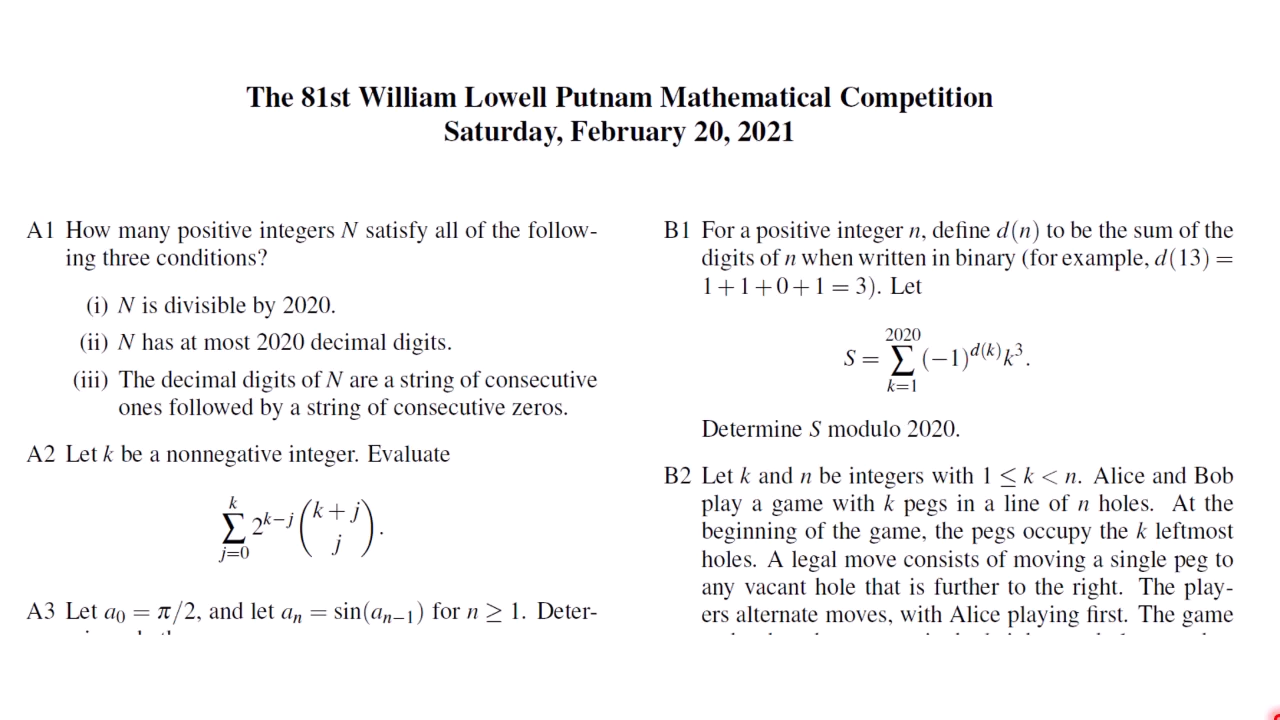 The 81st William Lowell Putnam Mathematical Competition
Saturday, February 20, 2021
A1 How many positive integers N satisfy all of the follow-
ing three conditions?
(i) N is divisible by 2020.
(ii) N has at most 2020 decimal digits.
(iii) The decimal digits of N are a string of consecutive
ones followed by a string of consecutive zeros.
A2 Let k be a nonnegative integer. Evaluate
k
∑ 2^{k−j} (k+j
j).
j=0
A3 Let a₀ = π/2, and let aₙ = sin(aₙ₋₁) for n ≥ 1. Deter-
B1 For a positive integer n, define d(n) to be the sum of the
digits of n when written in binary (for example, d(13) =
1+1+0+1 = 3). Let
2020
S = ∑ (−1)^{d(k)} k³.
k=1
Determine S modulo 2020.
B2 Let k and n be integers with 1 ≤ k < n. Alice and Bob
play a game with k pegs in a line of n holes. At the
beginning of the game, the pegs occupy the k leftmost
holes. A legal move consists of moving a single peg to
any vacant hole that is further to the right. The play-
ers alternate moves, with Alice playing first. The game